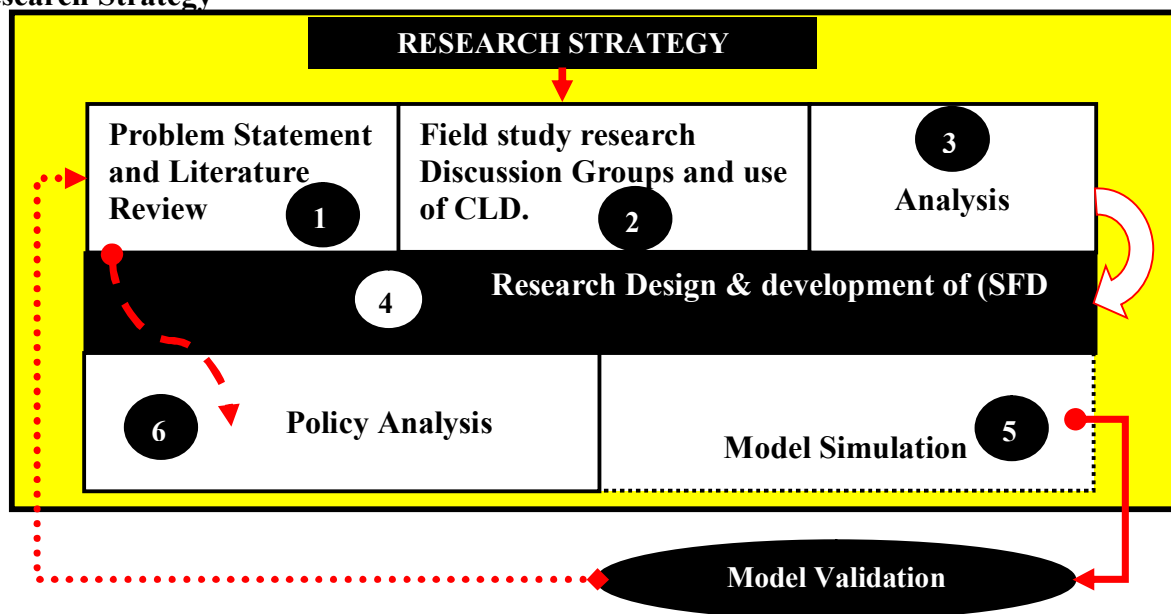 RESEARCH STRATEGY
Problem Statement
and Literature
Review
1
Field study research
Discussion Groups and use
of CLD.
2
3
Analysis
4
Research Design & development of (SFD
6
Policy Analysis
5
Model Simulation
Model Validation